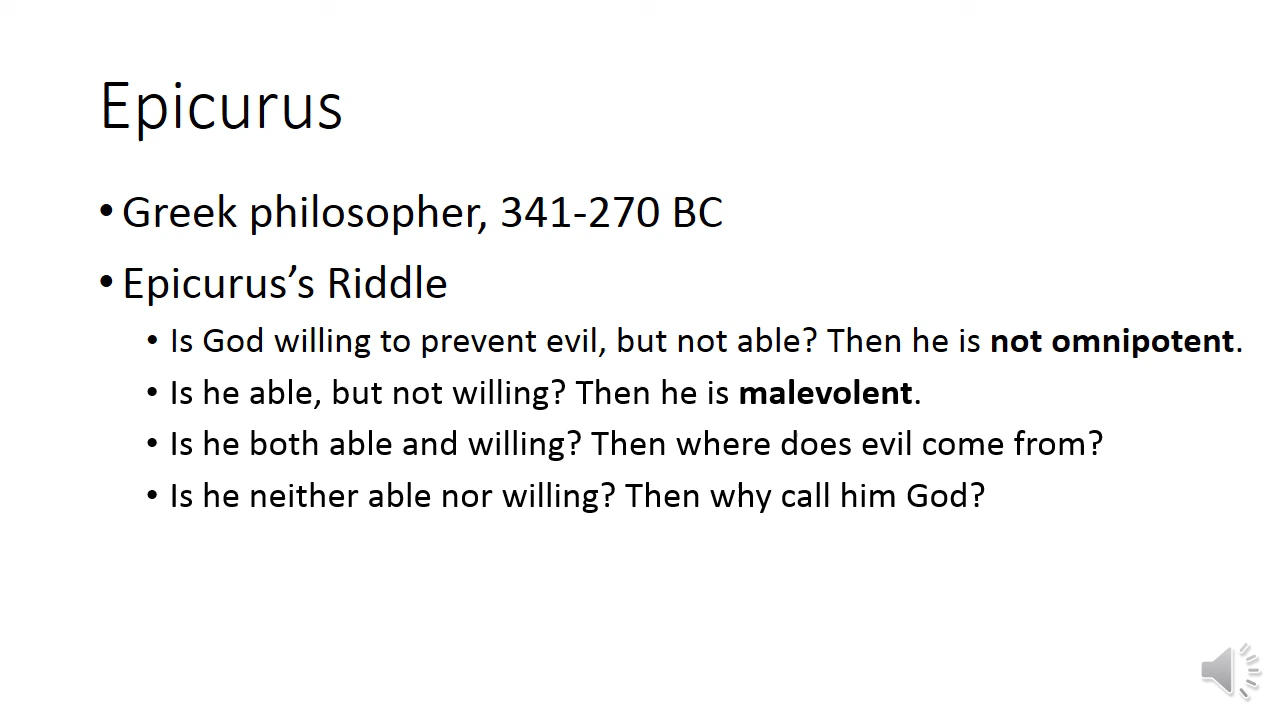 Epicurus
• Greek philosopher, 341-270 BC
• Epicurus’s Riddle
• Is God willing to prevent evil, but not able? Then he is not omnipotent.
• Is he able, but not willing? Then he is malevolent.
• Is he both able and willing? Then where does evil come from?
• Is he neither able nor willing? Then why call him God?